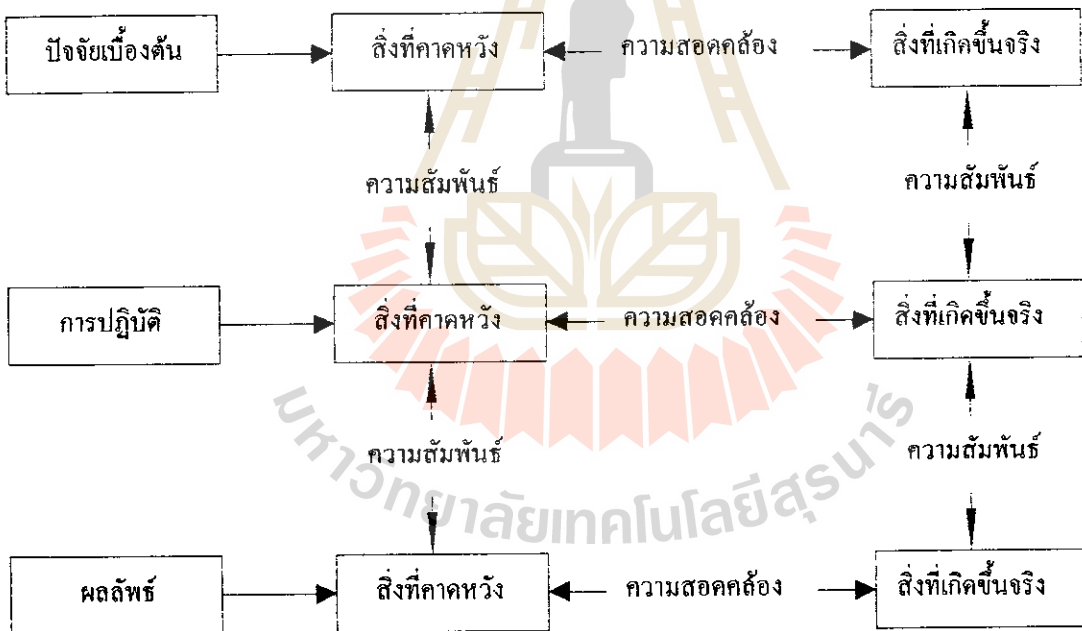 ปัจจัยเบื้องต้น สิ่งที่คาดหวัง ความสอดคล้อง สิ่งที่เกิดขึ้นจริง
ความสัมพันธ์ ความสัมพันธ์
การปฏิบัติ สิ่งที่คาดหวัง ความสอดคล้อง สิ่งที่เกิดขึ้นจริง
ความสัมพันธ์ ความสัมพันธ์
มหาวิทยาลัยเทคโนโลยีสุรนารี
ผลลัพธ์ สิ่งที่คาดหวัง ความสอดคล้อง สิ่งที่เกิดขึ้นจริง